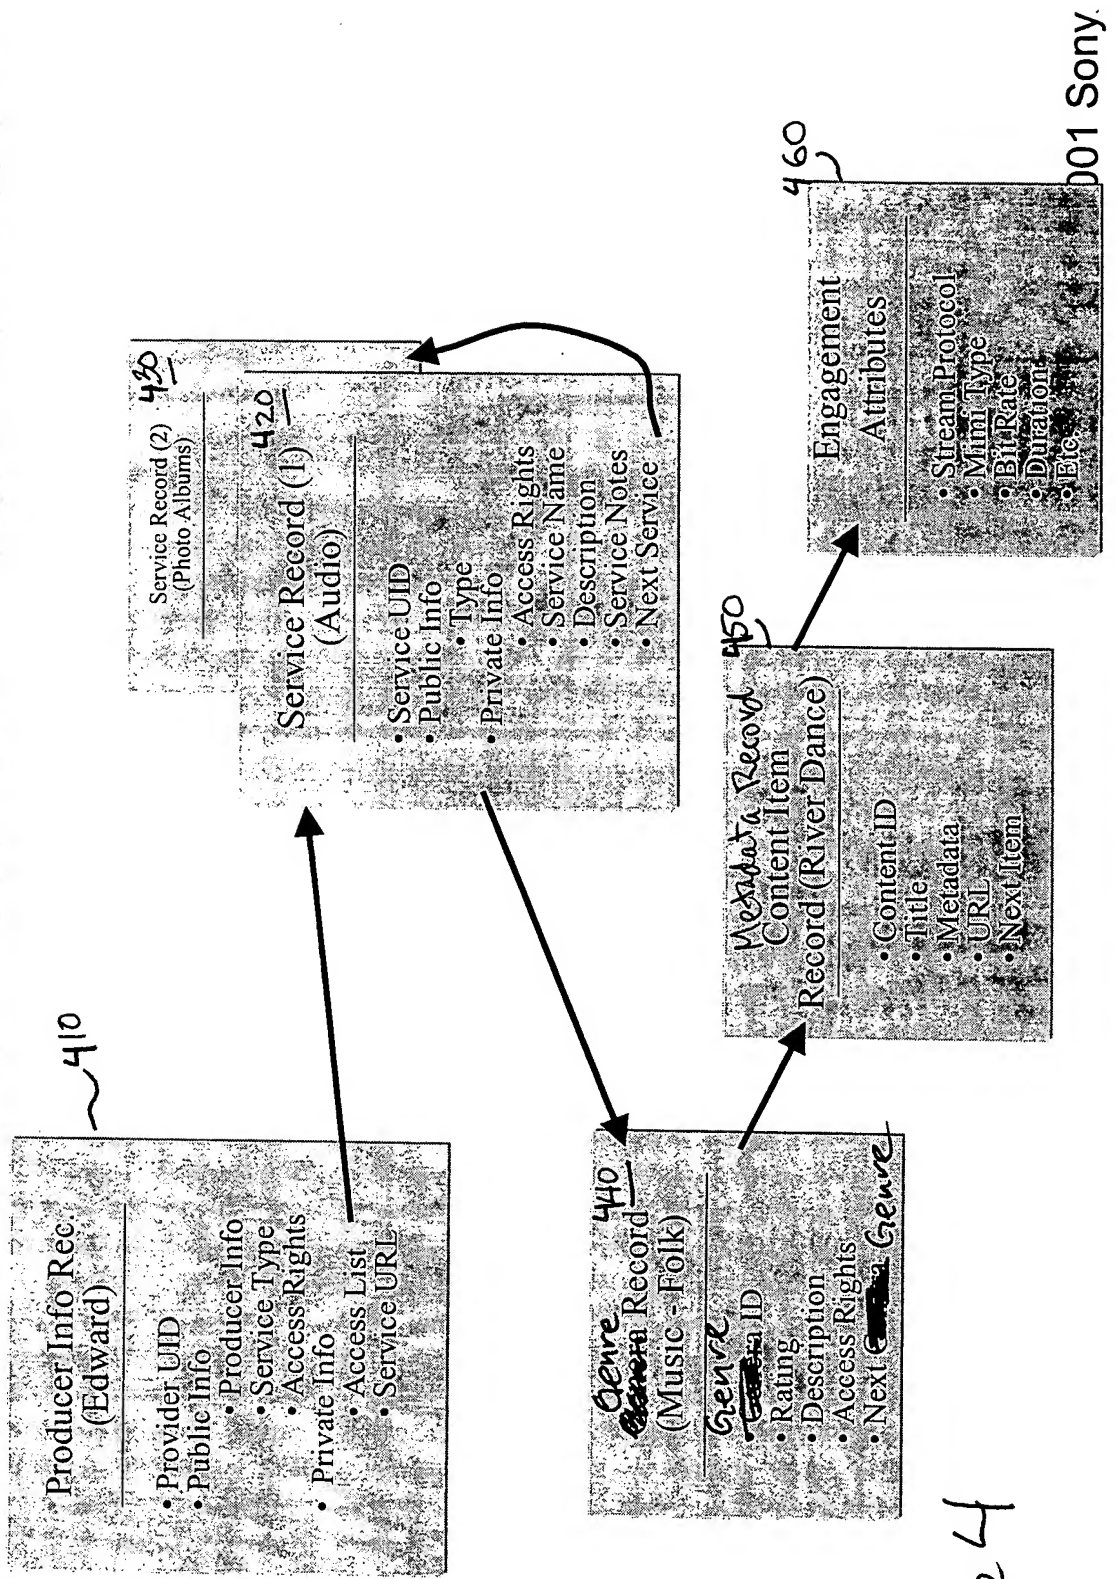 Producer Info Rec.
(Edward)
• Provider UID
• Public Info
• Producer Info
• Service Type
• Access Rights
• Private Info
• Access List
• Service URL
410
Service Record (2)
(Photo Albums)
430
Service Record (1)
(Audio)
420
• Service UID
• Public Info
• Type
• Private Info
• Access Rights
• Service Name
• Description
• Service Notes
• Next Service
Genre
Record
(Music - Folk)
440
Genre
• ID
• Rating
• Description
• Access Rights
• Next Genre
Metadata Record
Content Item
Record (River Dance)
450
• Content ID
• Title
• Metadata
• URL
• Next Item
Engagement
Attributes
460
• Stream Protocol
• Mimi Type
• Bit Rate
• Duration
• Etc
001 Sony.
4